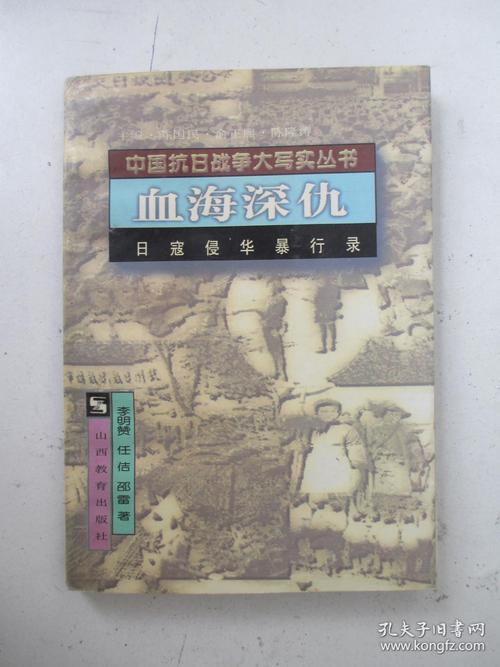 主编·
中国抗日战争大写实丛书
血海深仇
日寇侵华暴行录
李明赞 任佶 邵雷 著
山西教育出版社
孔夫子旧书网
www.kongfz.com